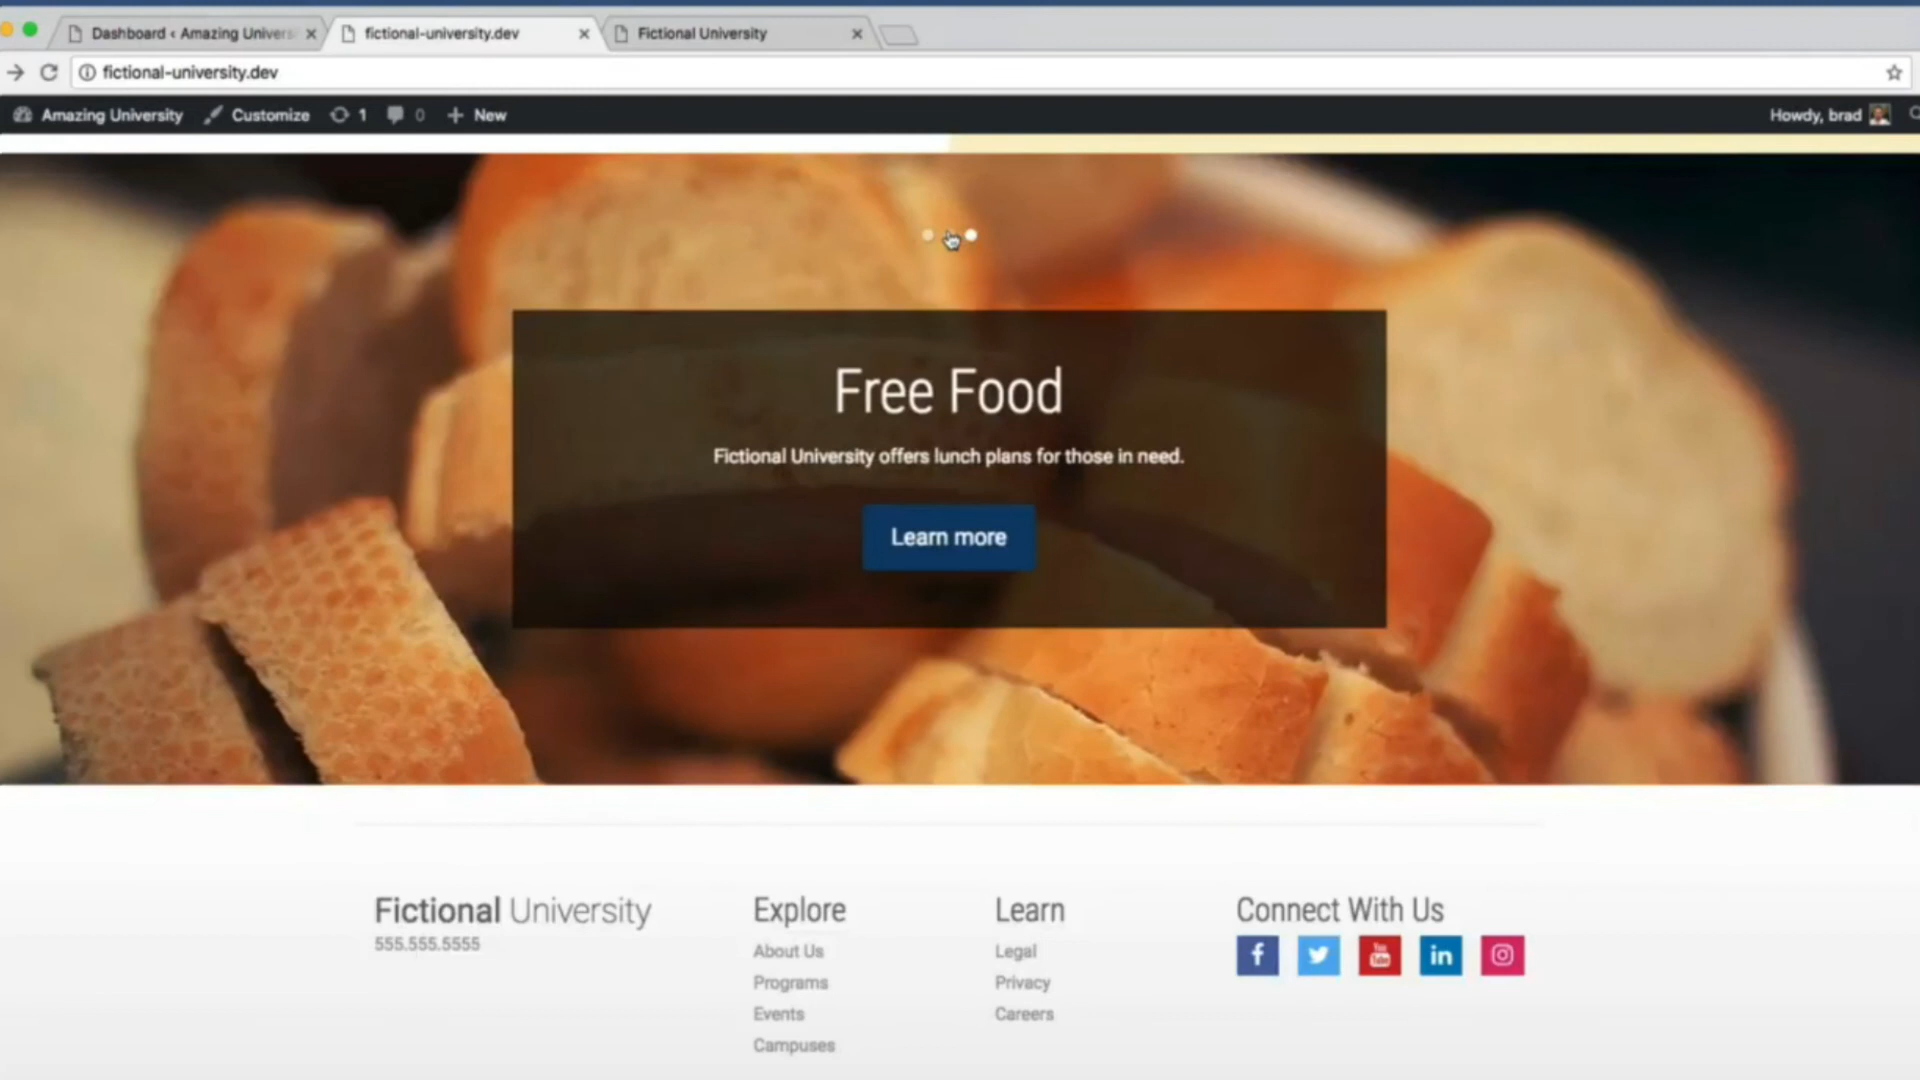 Dashboard ‹ Amazing Univers
fictional-university.dev
Fictional University
fictional-university.dev
Amazing University
Customize
1
0
New
Howdy, brad
Free Food
Fictional University offers lunch plans for those in need.
Learn more
Fictional University
555.555.5555
Explore
About Us
Programs
Events
Campuses
Learn
Legal
Privacy
Careers
Connect With Us
f
You Tube
in